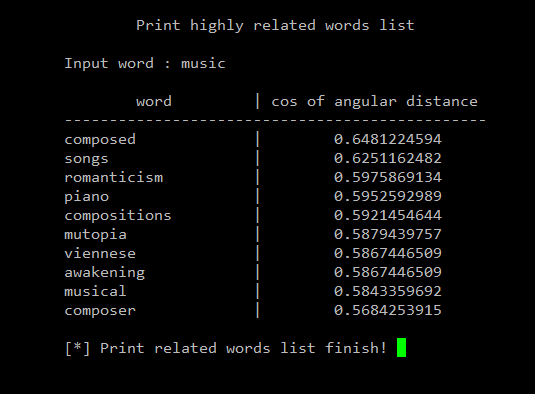 Print highly related words list
Input word : music
word | cos of angular distance
-----------------------------------------------
composed | 0.6481224594
songs | 0.6251162482
romanticism | 0.5975869134
piano | 0.5952592989
compositions | 0.5921454644
mutopia | 0.5879439757
viennese | 0.5867446509
awakening | 0.5867446509
musical | 0.5843359692
composer | 0.5684253915
[*] Print related words list finish!